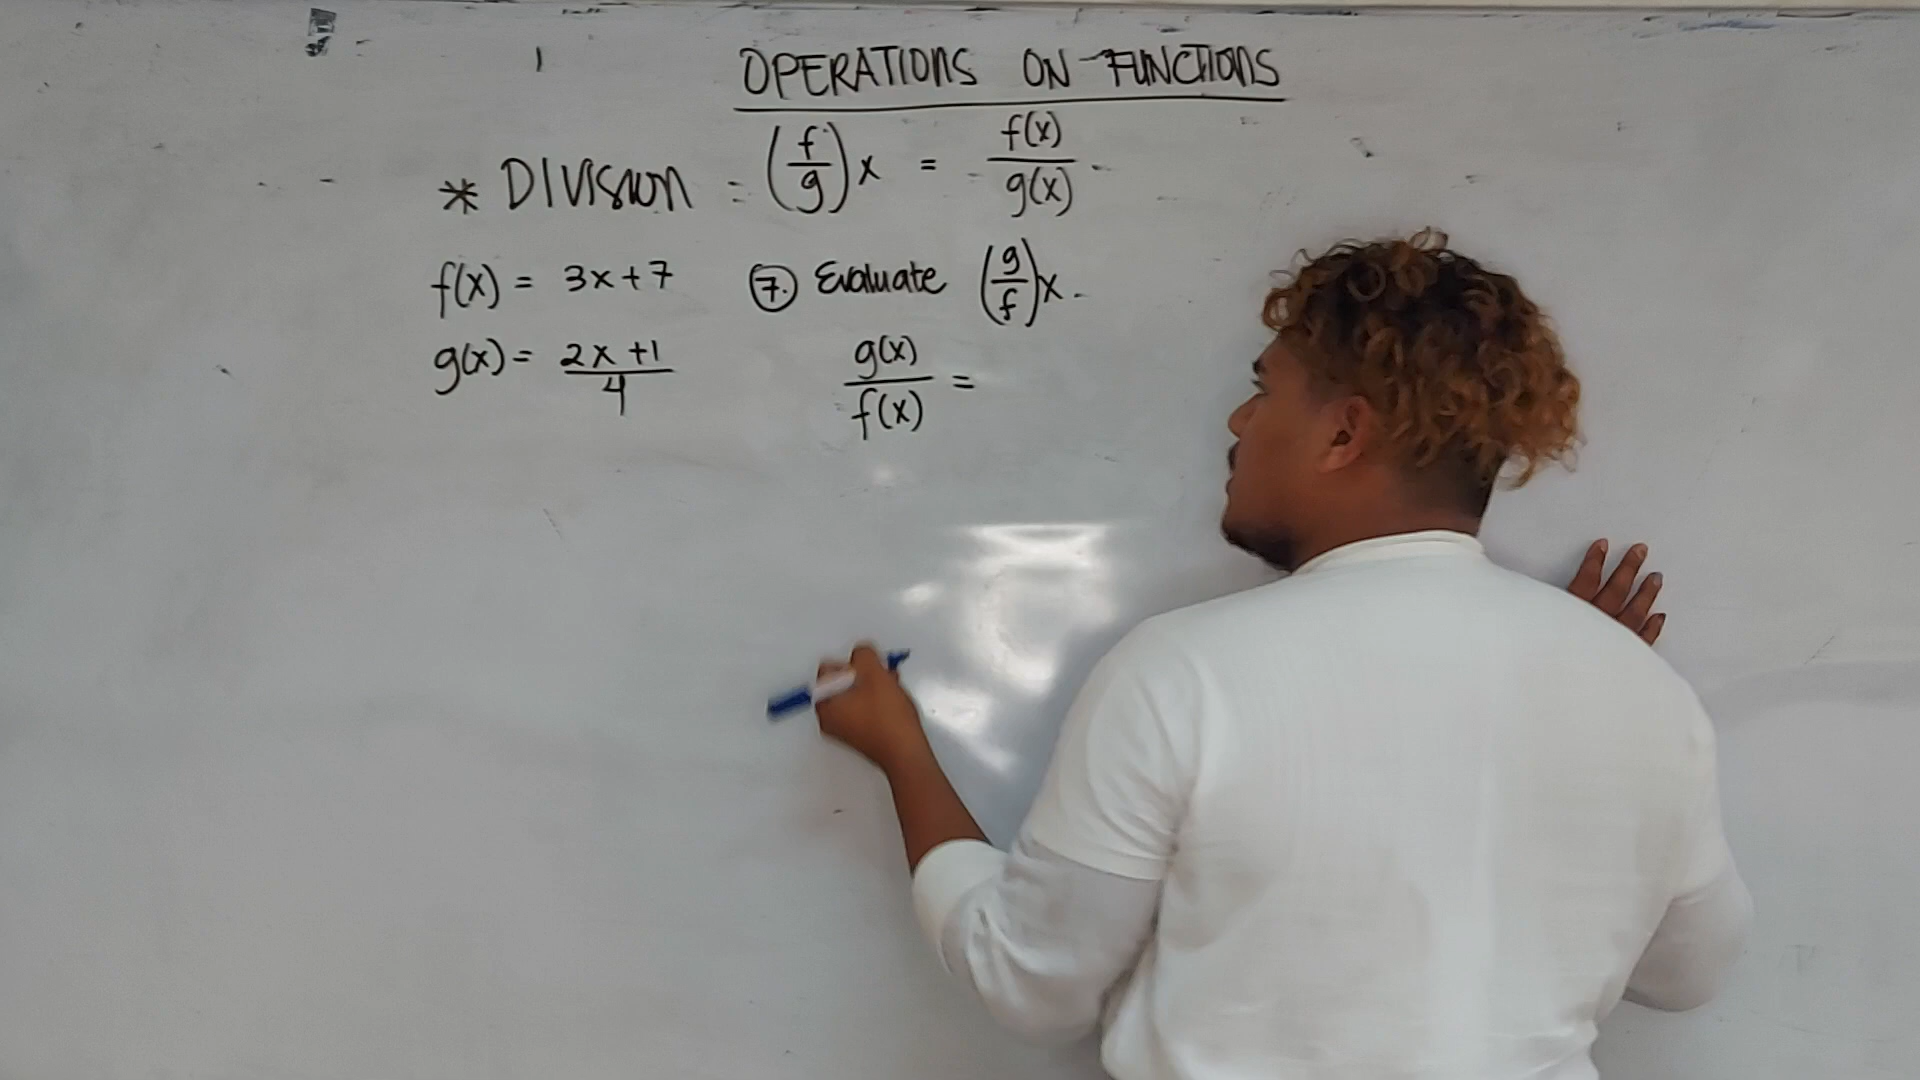 OPERATIONS ON FUNCTIONS
* DIVISION = (f/g)x = f(x)/g(x).
f(x) = 3x+7 ⑦. Evaluate (g/f)x.
g(x) = 2x+1/4 g(x)/f(x) =